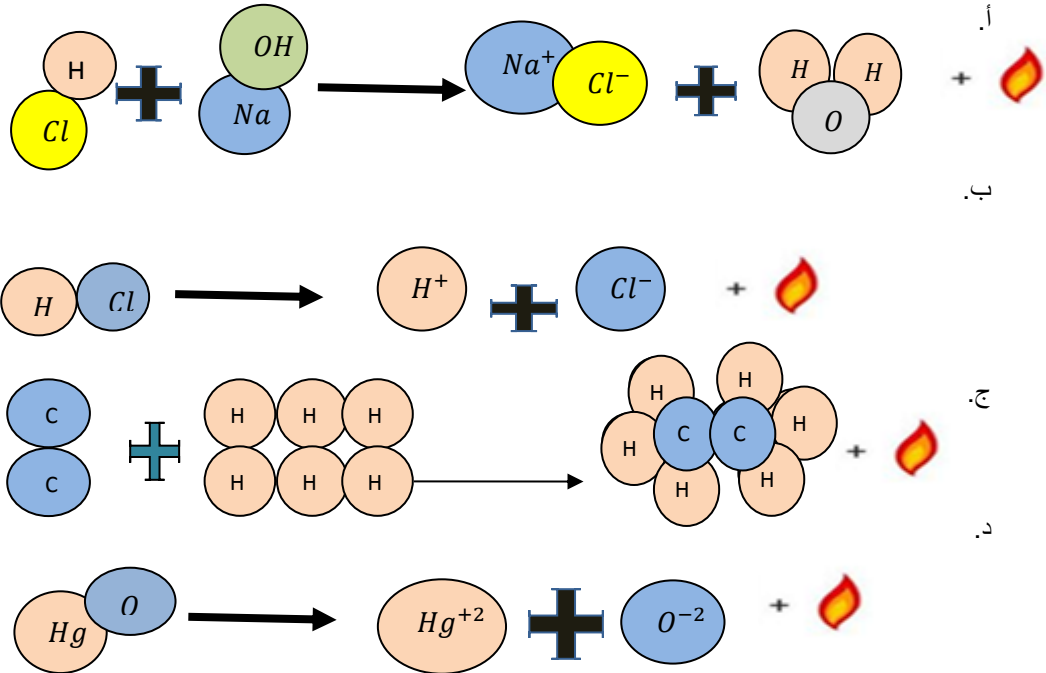 أ.
H Cl + OH Na → Na⁺ Cl⁻ + H H O +
ب.
H Cl → H⁺ + Cl⁻ +
ج.
C C + H H H H H H → H H H H H H C C +
د.
Hg O → Hg⁺² + O⁻² +